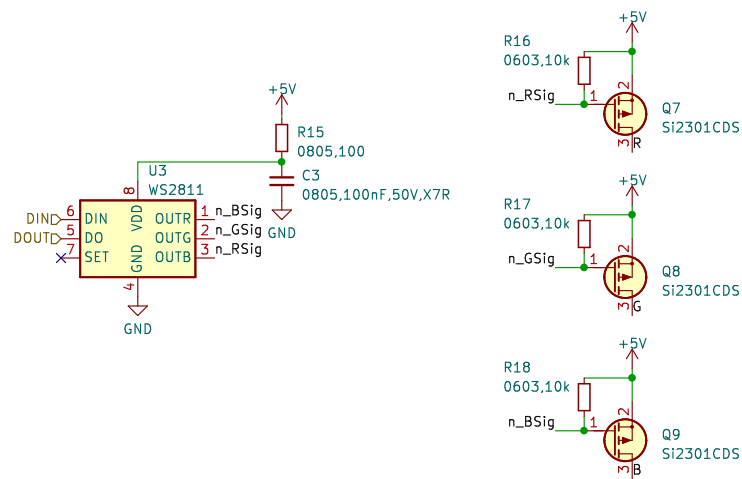 +5V
R15
0805,100
C3
0805,100nF,50V,X7R
GND
U3
WS2811
8
VDD
DIN 6 DIN OUTR 1 n_BSig
DOUT 5 DO OUTG 2 n_GSig
7 SET OUTB 3 n_RSig
GND
4
GND
+5V
R16
0603,10k
n_RSig 1 2
Q7
Si2301CDS
3 R
+5V
R17
0603,10k
n_GSig 1 2
Q8
Si2301CDS
3 G
+5V
R18
0603,10k
n_BSig 1 2
Q9
Si2301CDS
3 B